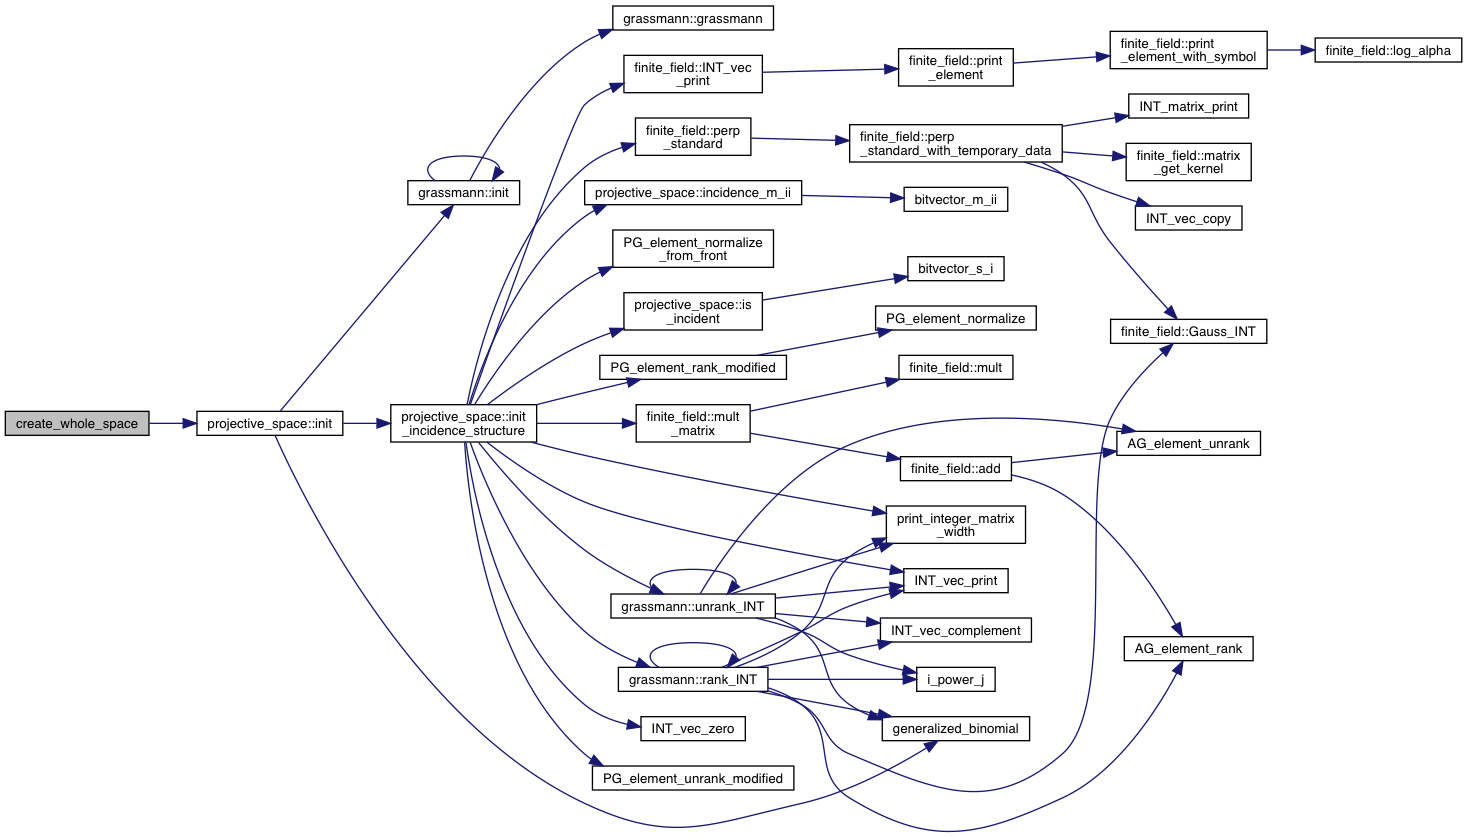 create_whole_space
projective_space::init
grassmann::init
projective_space::init
_incidence_structure
grassmann::grassmann
finite_field::INT_vec
_print
finite_field::perp
_standard
projective_space::incidence_m_ii
PG_element_normalize
_from_front
projective_space::is
_incident
PG_element_rank_modified
finite_field::mult
_matrix
grassmann::unrank_INT
grassmann::rank_INT
INT_vec_zero
PG_element_unrank_modified
finite_field::print
_element
finite_field::perp
_standard_with_temporary_data
bitvector_m_ii
bitvector_s_i
PG_element_normalize
finite_field::mult
finite_field::add
print_integer_matrix
_width
INT_vec_print
INT_vec_complement
i_power_j
generalized_binomial
finite_field::print
_element_with_symbol
INT_matrix_print
finite_field::matrix
_get_kernel
INT_vec_copy
finite_field::Gauss_INT
AG_element_unrank
AG_element_rank
finite_field::log_alpha